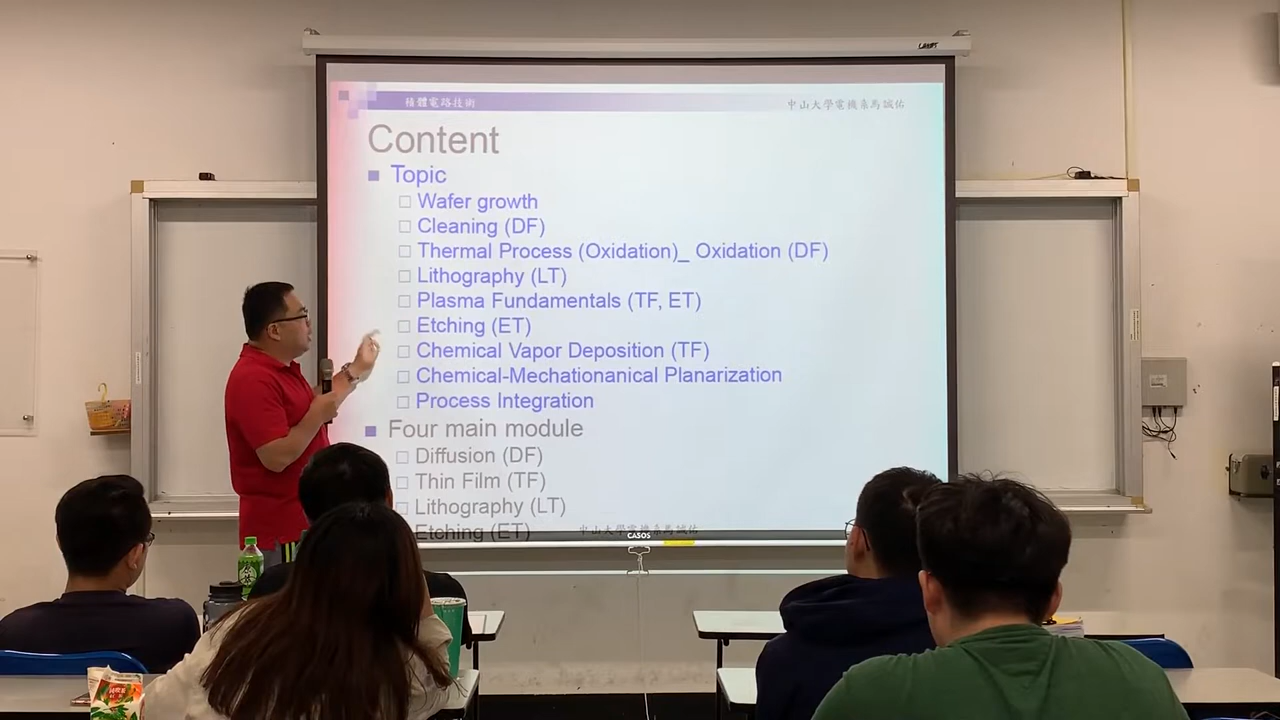 積體電路技術
中山大學電機系馬誠佑
Content
Topic
Wafer growth
Cleaning (DF)
Thermal Process (Oxidation)_ Oxidation (DF)
Lithography (LT)
Plasma Fundamentals (TF, ET)
Etching (ET)
Chemical Vapor Deposition (TF)
Chemical-Mechationanical Planarization
Process Integration
Four main module
Diffusion (DF)
Thin Film (TF)
Lithography (LT)
Etching (ET)
中山大學電機系馬誠佑
CASOS